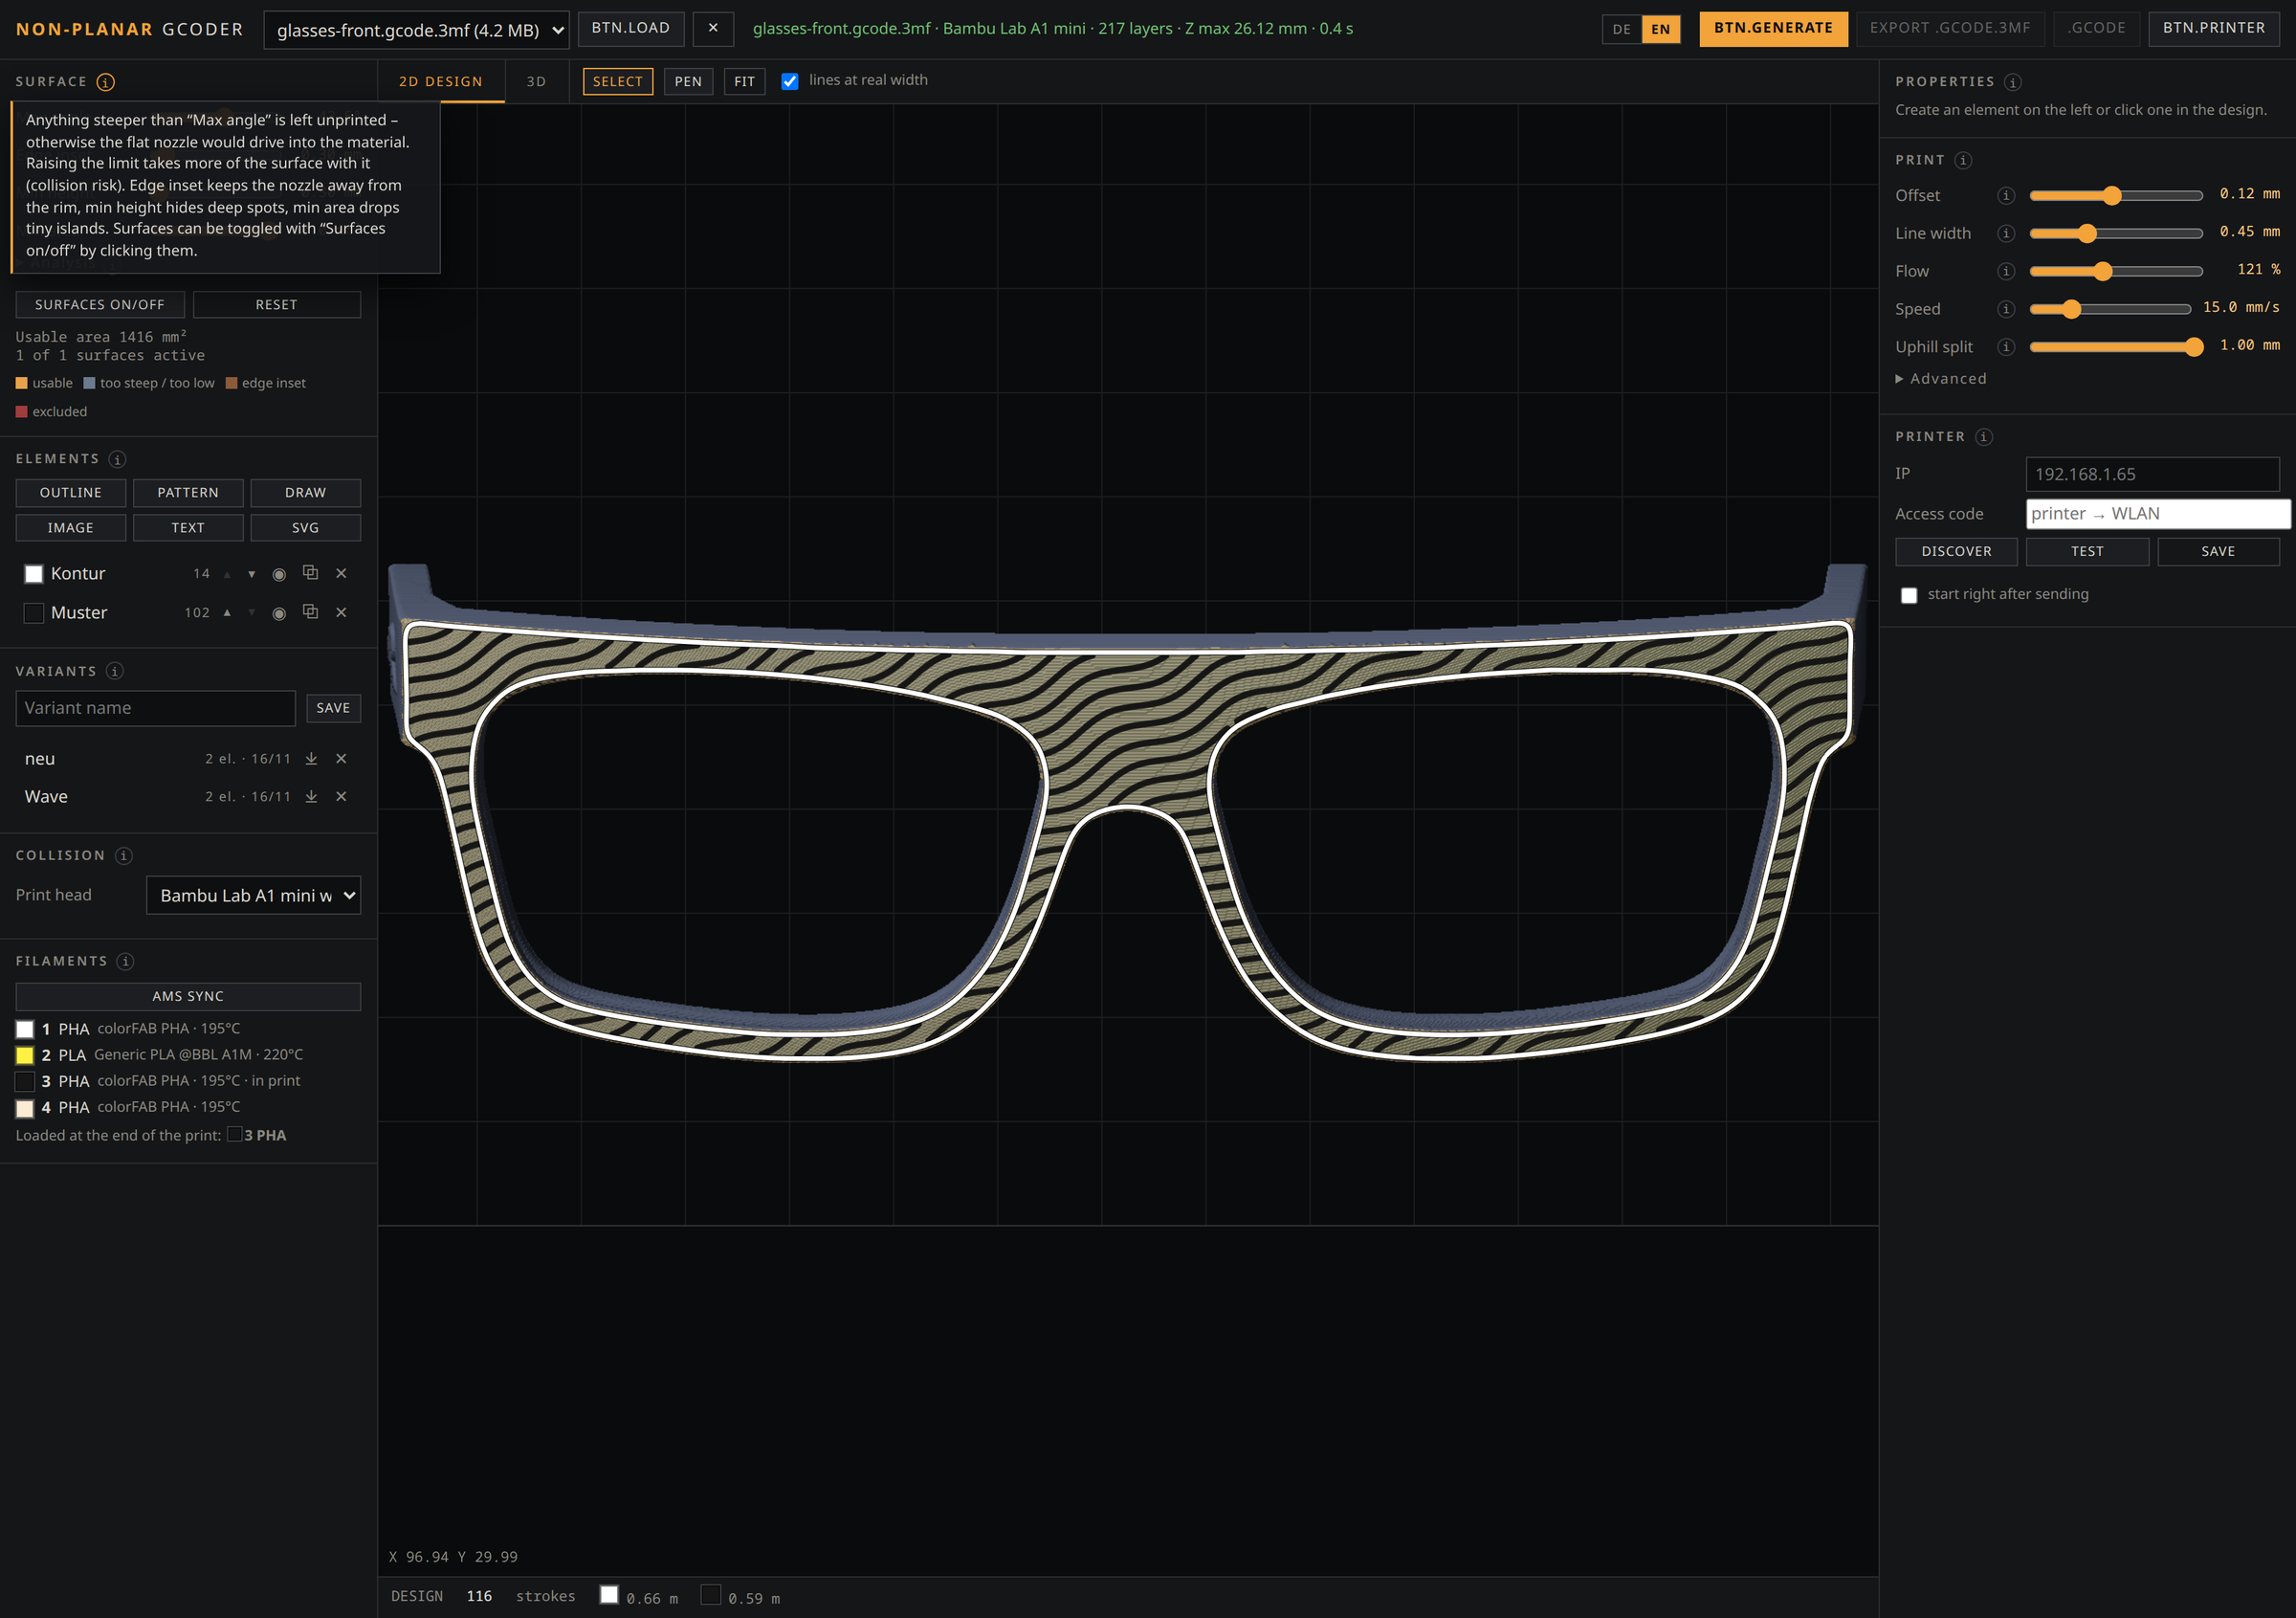 NON-PLANAR GCODER
glasses-front.gcode.3mf (4.2 MB)
BTN.LOAD
×
glasses-front.gcode.3mf · Bambu Lab A1 mini · 217 layers · Z max 26.12 mm · 0.4 s
DE EN
BTN.GENERATE
EXPORT .GCODE.3MF
.GCODE
BTN.PRINTER
SURFACE
Anything steeper than “Max angle” is left unprinted –
otherwise the flat nozzle would drive into the material.
Raising the limit takes more of the surface with it
(collision risk). Edge inset keeps the nozzle away from
the rim, min height hides deep spots, min area drops
tiny islands. Surfaces can be toggled with “Surfaces
on/off” by clicking them.
SURFACES ON/OFF
RESET
Usable area 1416 mm²
1 of 1 surfaces active
usable too steep / too low edge inset
excluded
ELEMENTS
OUTLINE PATTERN DRAW
IMAGE TEXT SVG
Kontur 14
Muster 102
VARIANTS
Variant name
SAVE
neu 2 el. · 16/11
Wave 2 el. · 16/11
COLLISION
Print head
Bambu Lab A1 mini w
FILAMENTS
AMS SYNC
1 PHA colorFAB PHA · 195°C
2 PLA Generic PLA @BBL A1M · 220°C
3 PHA colorFAB PHA · 195°C · in print
4 PHA colorFAB PHA · 195°C
Loaded at the end of the print: 3 PHA
2D DESIGN
3D
SELECT
PEN
FIT
lines at real width
X 96.94 Y 29.99
DESIGN 116 strokes 0.66 m 0.59 m
PROPERTIES
Create an element on the left or click one in the design.
PRINT
Offset 0.12 mm
Line width 0.45 mm
Flow 121 %
Speed 15.0 mm/s
Uphill split 1.00 mm
Advanced
PRINTER
IP 192.168.1.65
Access code printer → WLAN
DISCOVER TEST SAVE
start right after sending